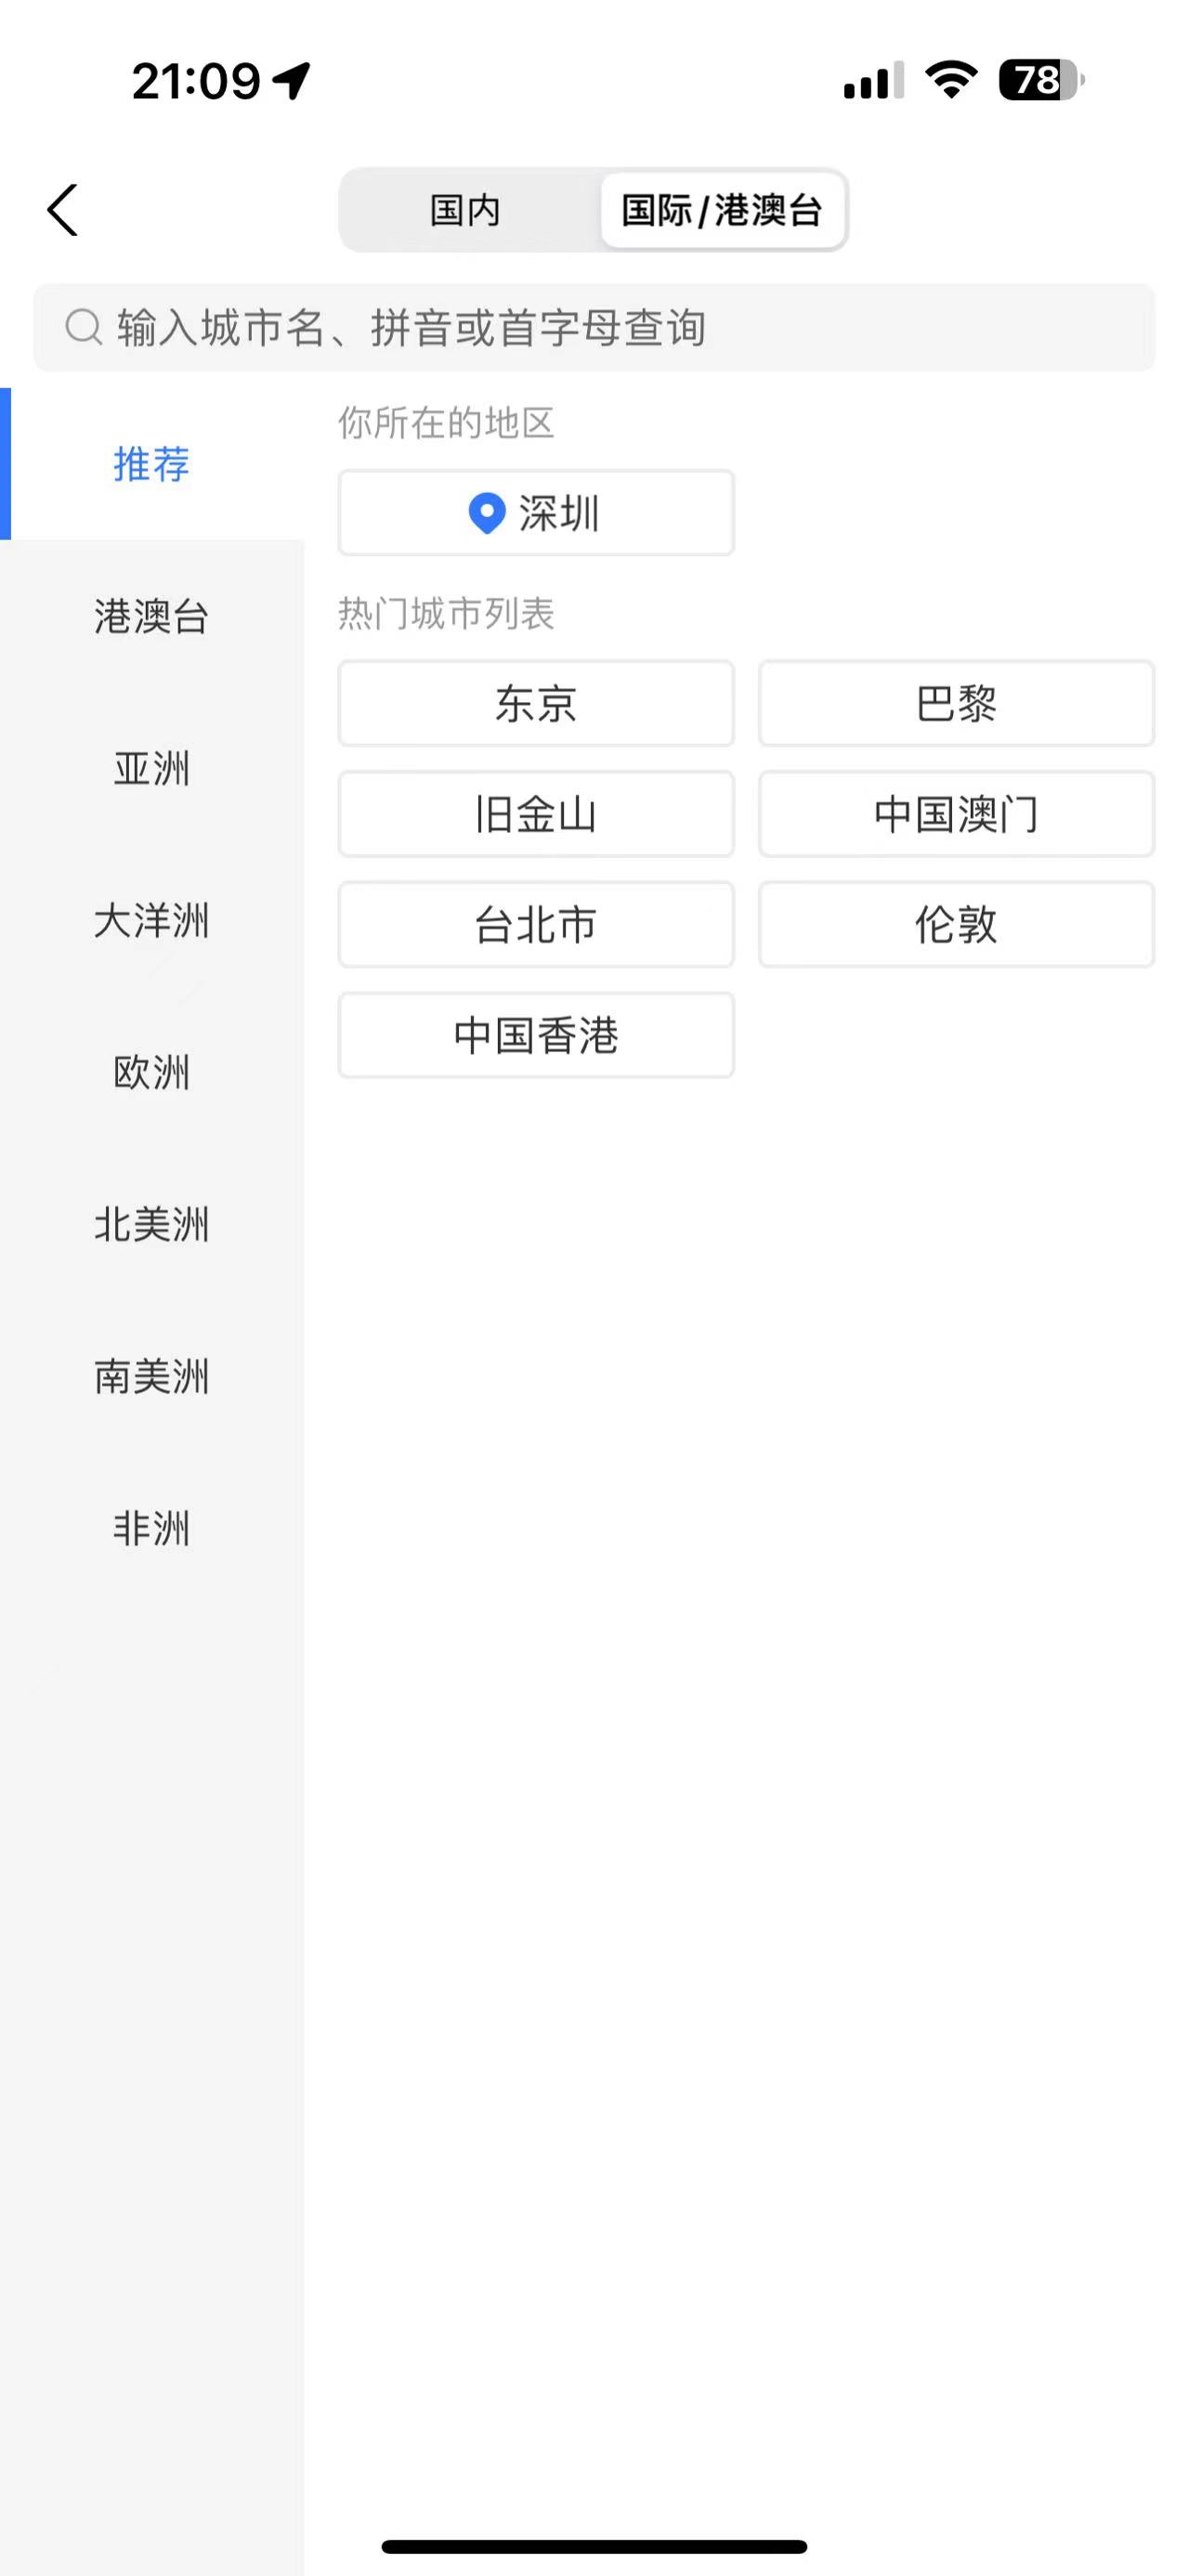 21:09
78
国内
国际/港澳台
输入城市名、拼音或首字母查询
推荐
港澳台
亚洲
大洋洲
欧洲
北美洲
南美洲
非洲
你所在的地区
深圳
热门城市列表
东京
巴黎
旧金山
中国澳门
台北市
伦敦
中国香港